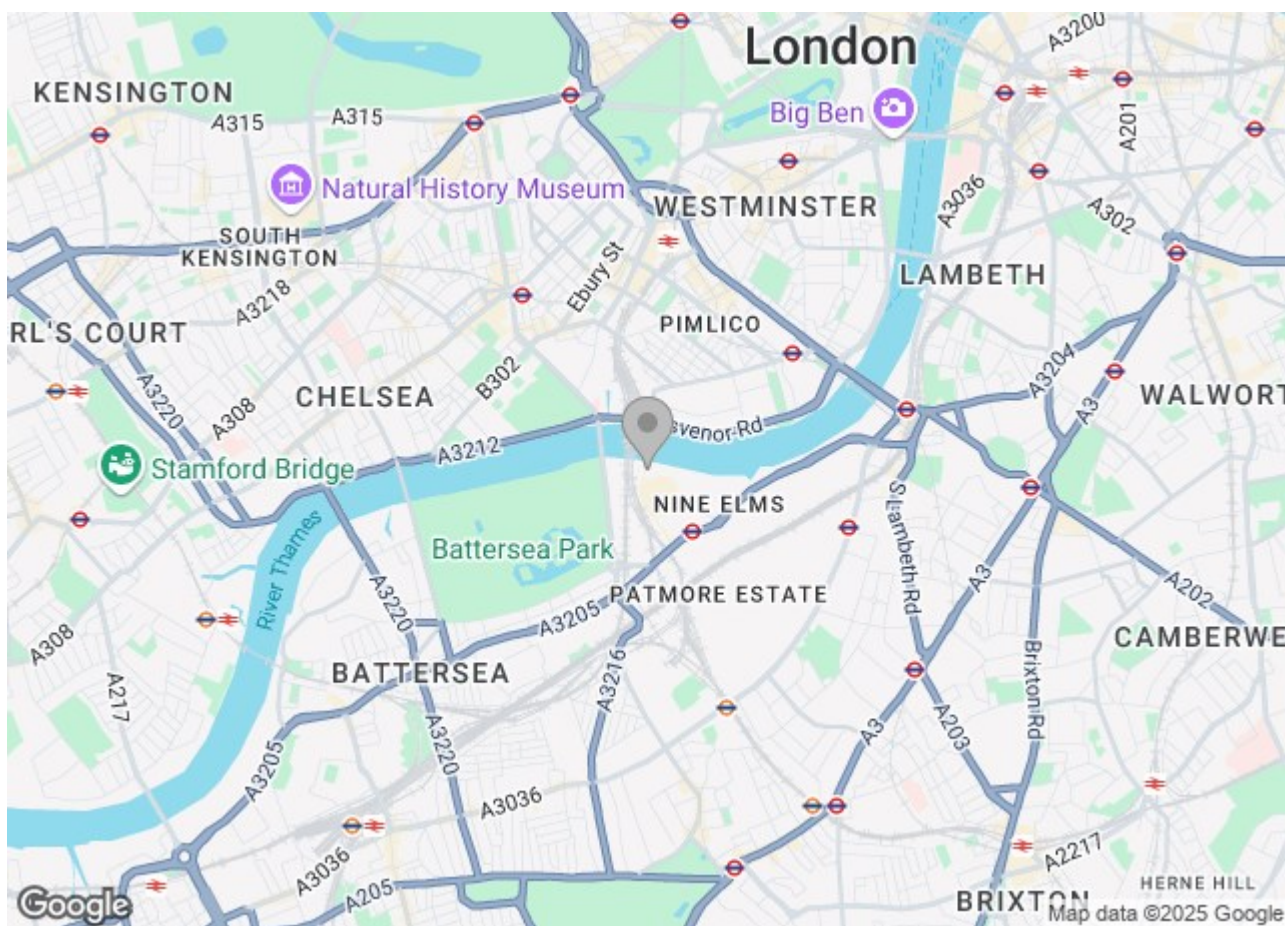 London
A3200
KENSINGTON
A315
A315
Big Ben
A201
Natural History Museum
WESTMINSTER
A3036
A302
SOUTH
KENSINGTON
Ebury St
LAMBETH
A3218
PIMLICO
RL'S COURT
A3220
B302
A3204
CHELSEA
A308
A3
WALWORT
svenor Rd
A3212
Stamford Bridge
NINE ELMS
S Lambeth Rd
River Thames
Battersea Park
A3220
PATMORE ESTATE
A3
A202
A3205
A308
CAMBERWE
BATTERSEA
A3216
Brixton Rd
A217
A3220
A203
A3
A3205
A3036
A3036
A2217
A205
HERNE HILL
BRIXTON
Google
Map data ©2025 Google